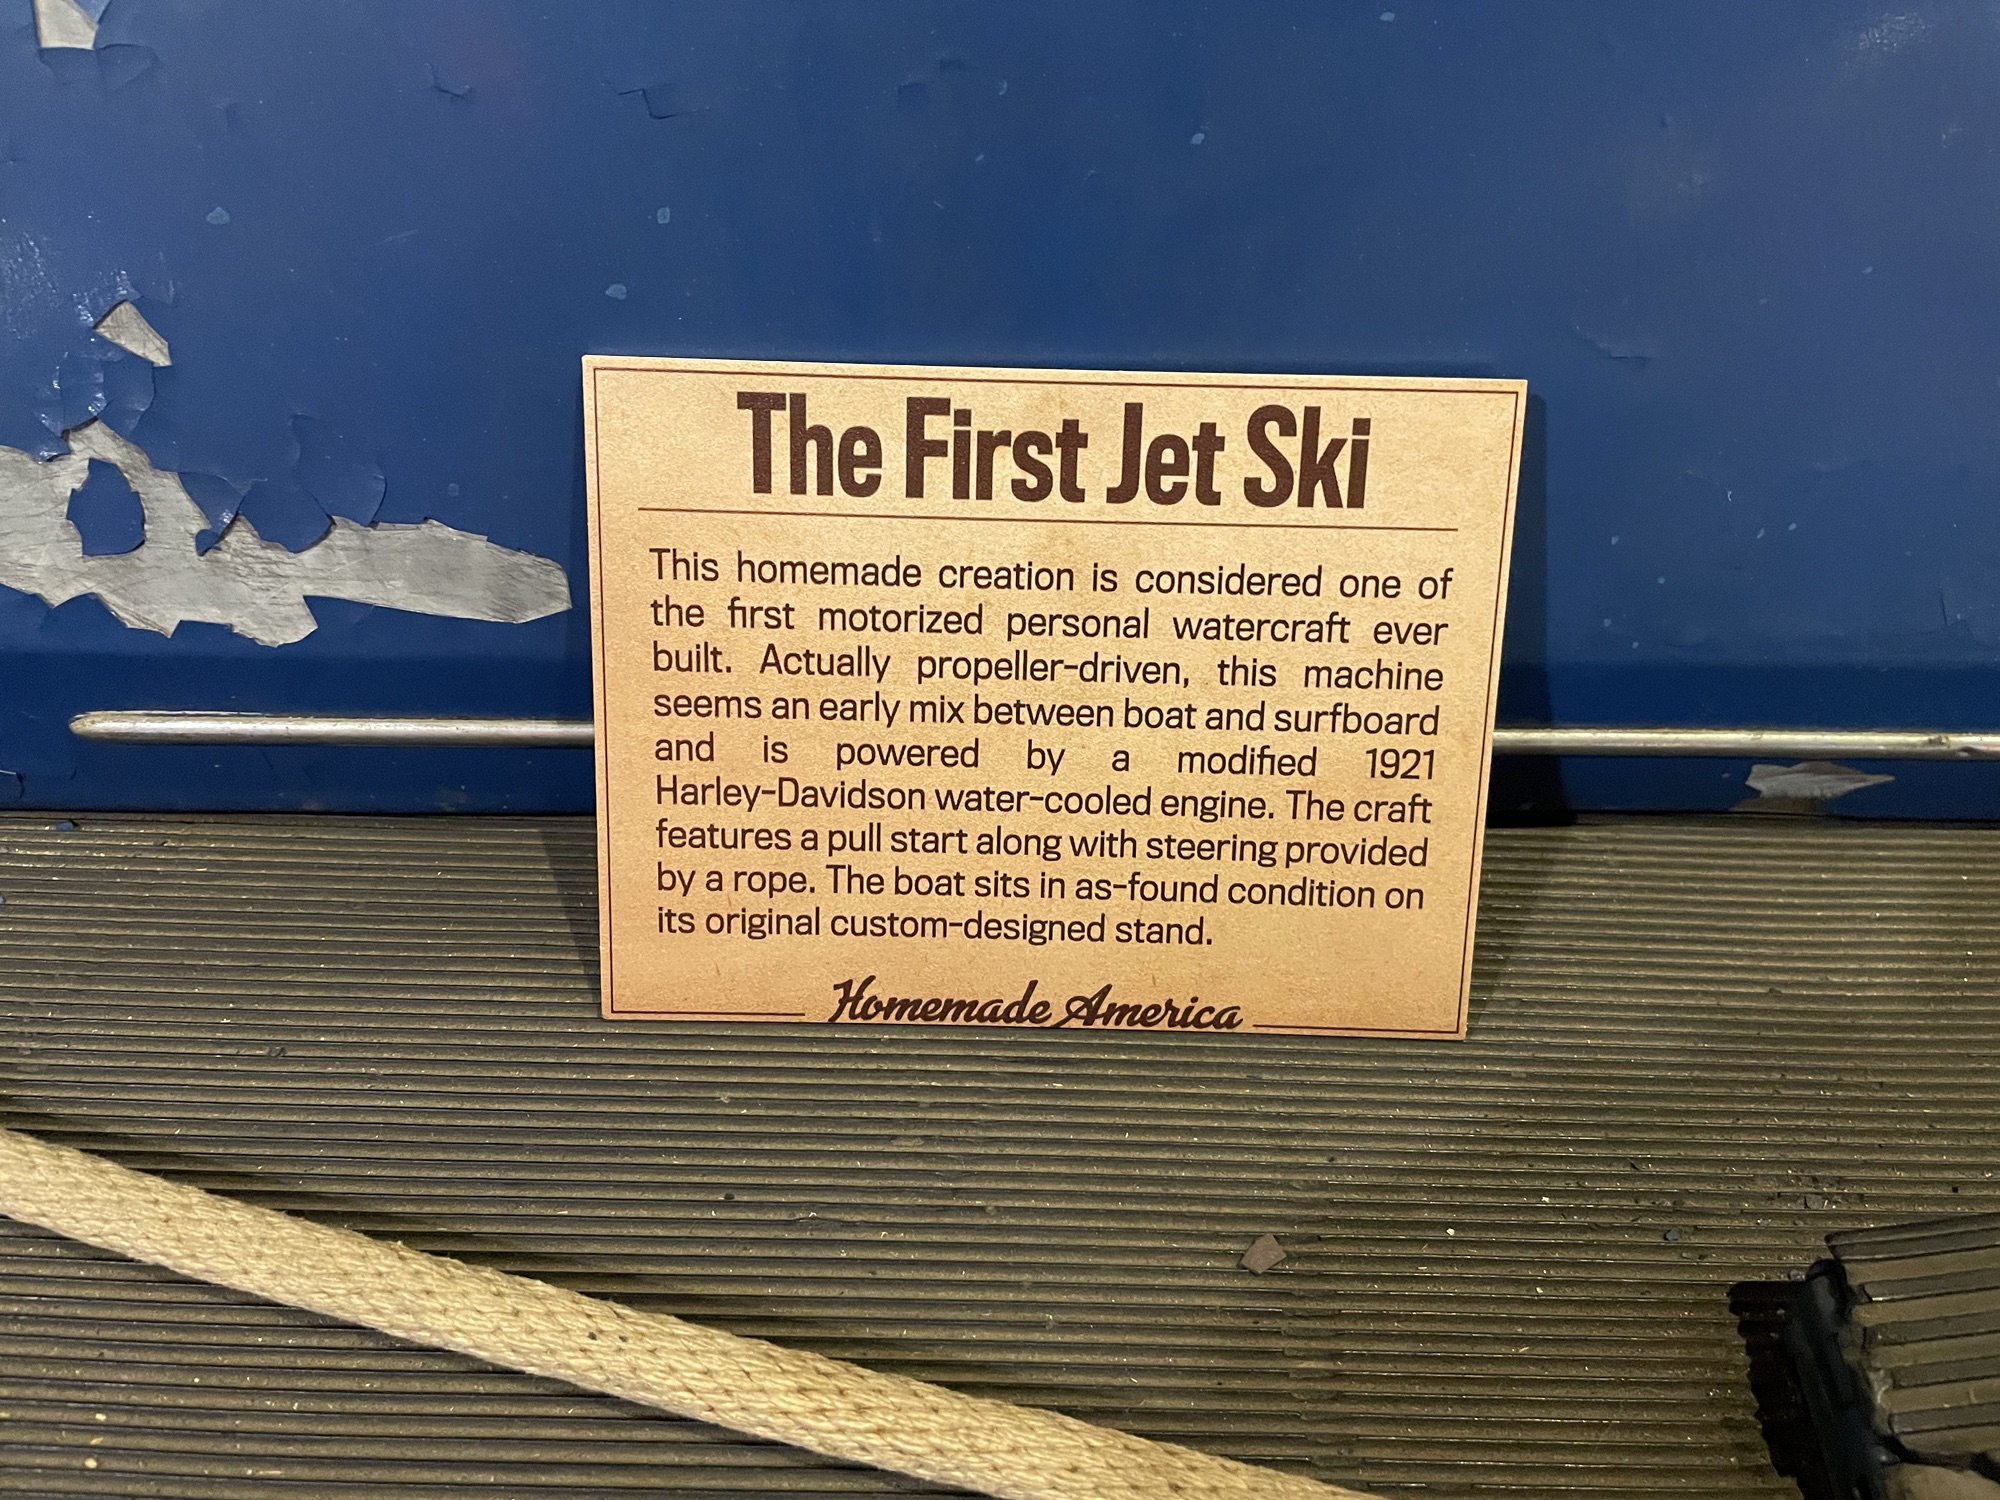 The First Jet Ski
This homemade creation is considered one of
the first motorized personal watercraft ever
built. Actually propeller-driven, this machine
seems an early mix between boat and surfboard
and is powered by a modified 1921
Harley-Davidson water-cooled engine. The craft
features a pull start along with steering provided
by a rope. The boat sits in as-found condition on
its original custom-designed stand.
Homemade America